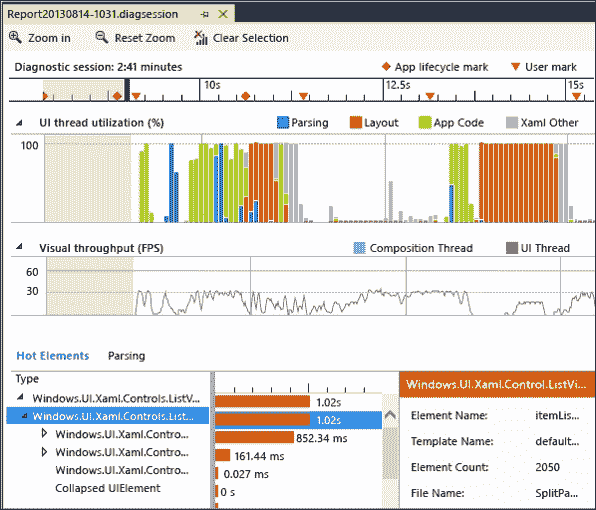 Report20130814-1031.diagsession
Zoom in Reset Zoom Clear Selection
Diagnostic session: 2:41 minutes App lifecycle mark User mark
10s 12.5s 15s
UI thread utilization (%) Parsing Layout App Code Xaml Other
100
Visual throughput (FPS) Composition Thread UI Thread
60
30
Hot Elements Parsing
Type
Windows.UI.Xaml.Controls.ListV... 1.02s
Windows.UI.Xaml.Controls.List... 1.02s
Windows.UI.Xaml.Contro... 852.34 ms
Windows.UI.Xaml.Contro... 161.44 ms
Windows.UI.Xaml.Contro... 0.027 ms
Collapsed UIElement 0 s
Windows.UI.Xaml.Control.ListVi...
Element Name: itemLis...
Template Name: default...
Element Count: 2050
File Name: SplitPa...